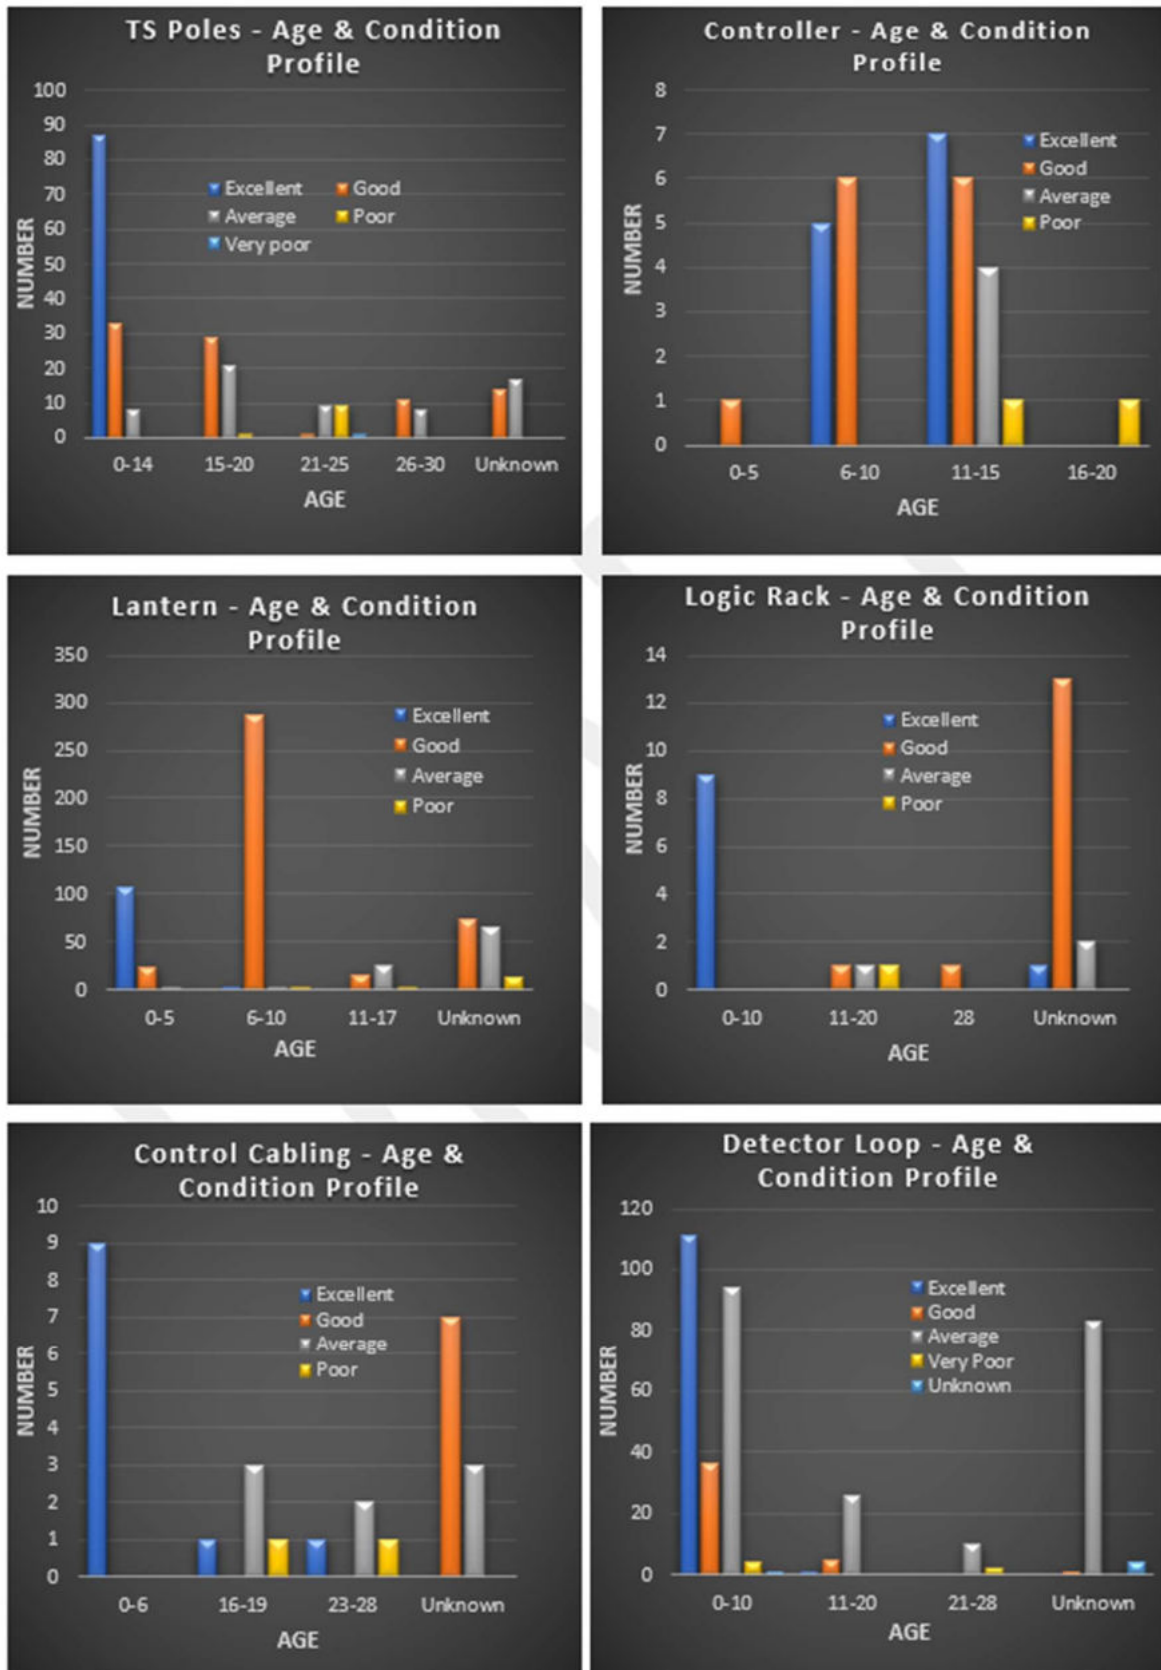 TS Poles - Age & Condition
Profile
100
90
80
70
60
50
40
30
20
10
0
NUMBER
Excellent
Good
Average
Poor
Very poor
0-14
15-20
21-25
26-30
Unknown
AGE
Controller - Age & Condition
Profile
8
7
6
5
4
3
2
1
0
NUMBER
Excellent
Good
Average
Poor
0-5
6-10
11-15
16-20
AGE
Lantern - Age & Condition
Profile
350
300
250
200
150
100
50
0
NUMBER
Excellent
Good
Average
Poor
0-5
6-10
11-17
Unknown
AGE
Logic Rack - Age & Condition
Profile
14
12
10
8
6
4
2
0
NUMBER
Excellent
Good
Average
Poor
0-10
11-20
28
Unknown
AGE
Control Cabling - Age &
Condition Profile
10
9
8
7
6
5
4
3
2
1
0
NUMBER
Excellent
Good
Average
Poor
0-6
16-19
23-28
Unknown
AGE
Detector Loop - Age &
Condition Profile
120
100
80
60
40
20
0
NUMBER
Excellent
Good
Average
Very Poor
Unknown
0-10
11-20
21-28
Unknown
AGE